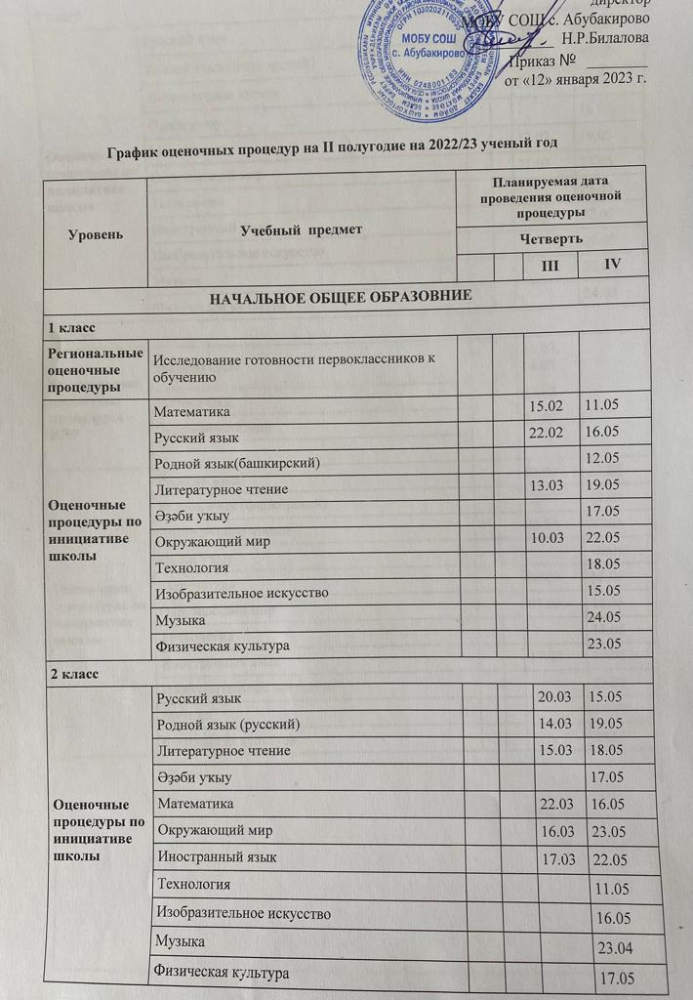 директор
МОБУ СОШ с. Абубакирово
Н.Р.Билалова
Приказ № ________
от «12» января 2023 г.
МОБУ СОШ
с. Абубакирово
График оценочных процедур на II полугодие на 2022/23 ученый год
Уровень Учебный предмет Планируемая дата проведения оценочной процедуры
Четверть
III IV
НАЧАЛЬНОЕ ОБЩЕЕ ОБРАЗОВНИЕ
1 класс
Региональные оценочные процедуры Исследование готовности первоклассников к обучению
Оценочные процедуры по инициативе школы
Математика 15.02 11.05
Русский язык 22.02 16.05
Родной язык(башкирский) 12.05
Литературное чтение 13.03 19.05
Әҙәби уҡыу 17.05
Окружающий мир 10.03 22.05
Технология 18.05
Изобразительное искусство 15.05
Музыка 24.05
Физическая культура 23.05
2 класс
Оценочные процедуры по инициативе школы
Русский язык 20.03 15.05
Родной язык (русский) 14.03 19.05
Литературное чтение 15.03 18.05
Әҙәби уҡыу 17.05
Математика 22.03 16.05
Окружающий мир 16.03 23.05
Иностранный язык 17.03 22.05
Технология 11.05
Изобразительное искусство 16.05
Музыка 23.04
Физическая культура 17.05